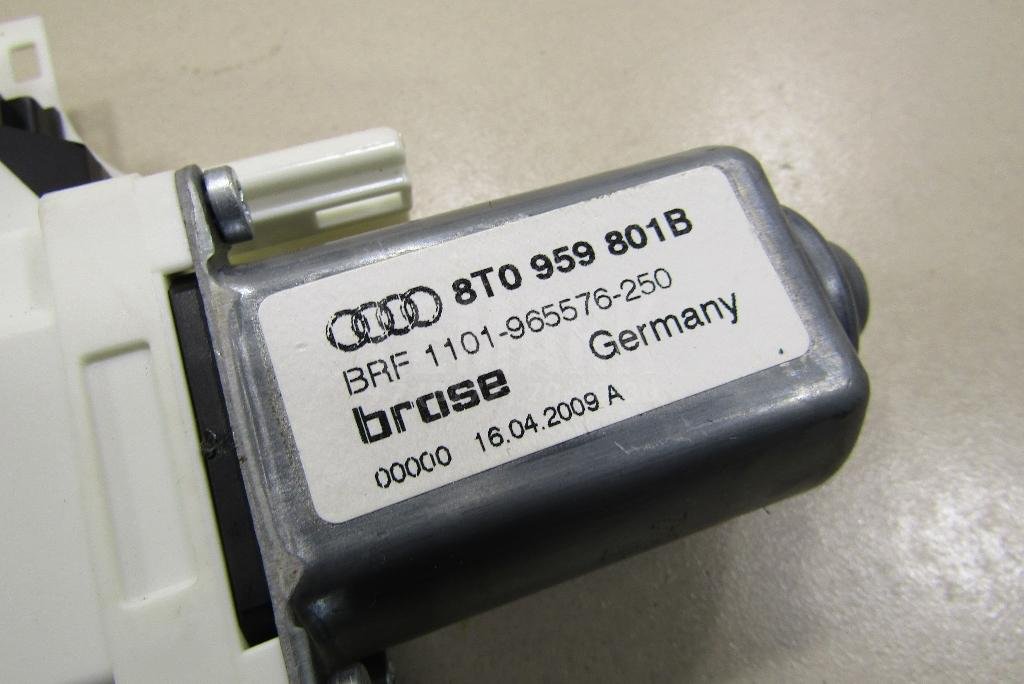 8T0 959 801B
BRF 1101-965576-250
brose Germany
00000 16.04.2009 A